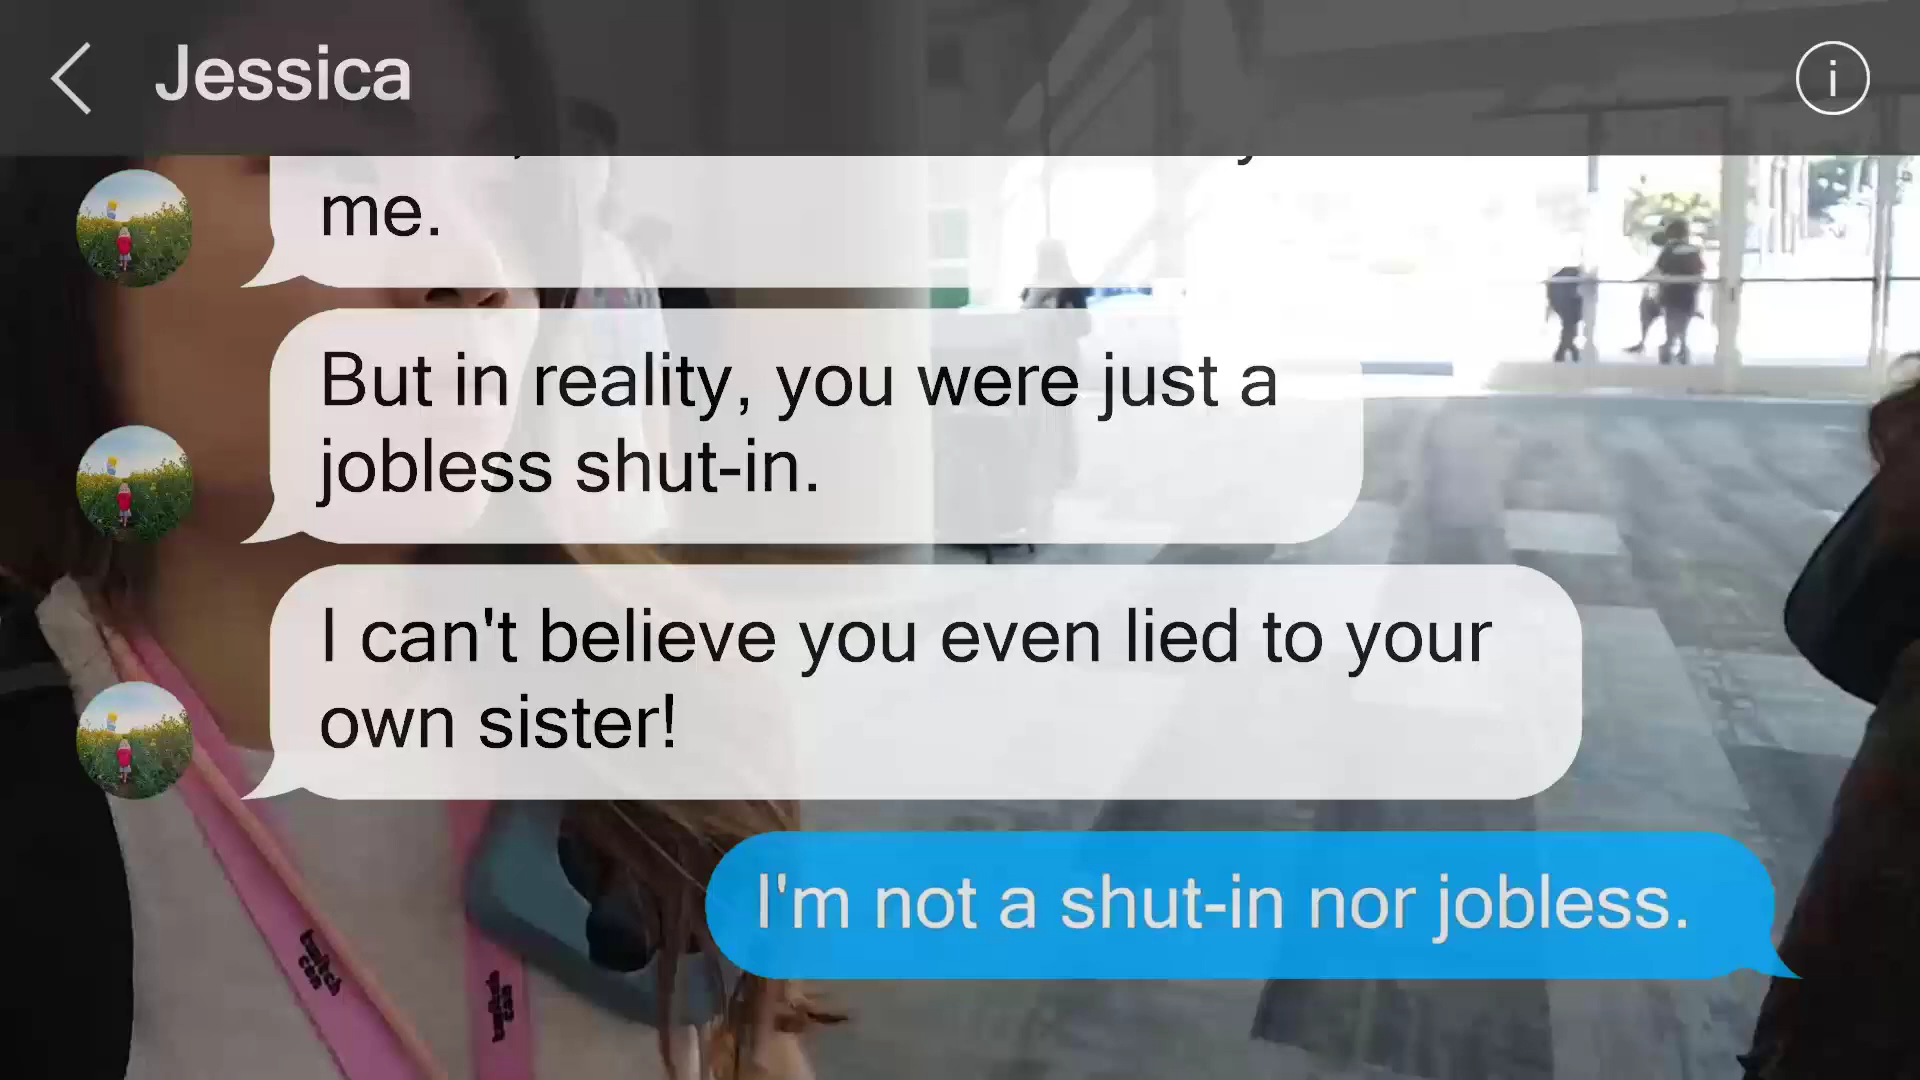 Jessica
i
me.
But in reality, you were just a
jobless shut-in.
I can't believe you even lied to your
own sister!
I'm not a shut-in nor jobless.